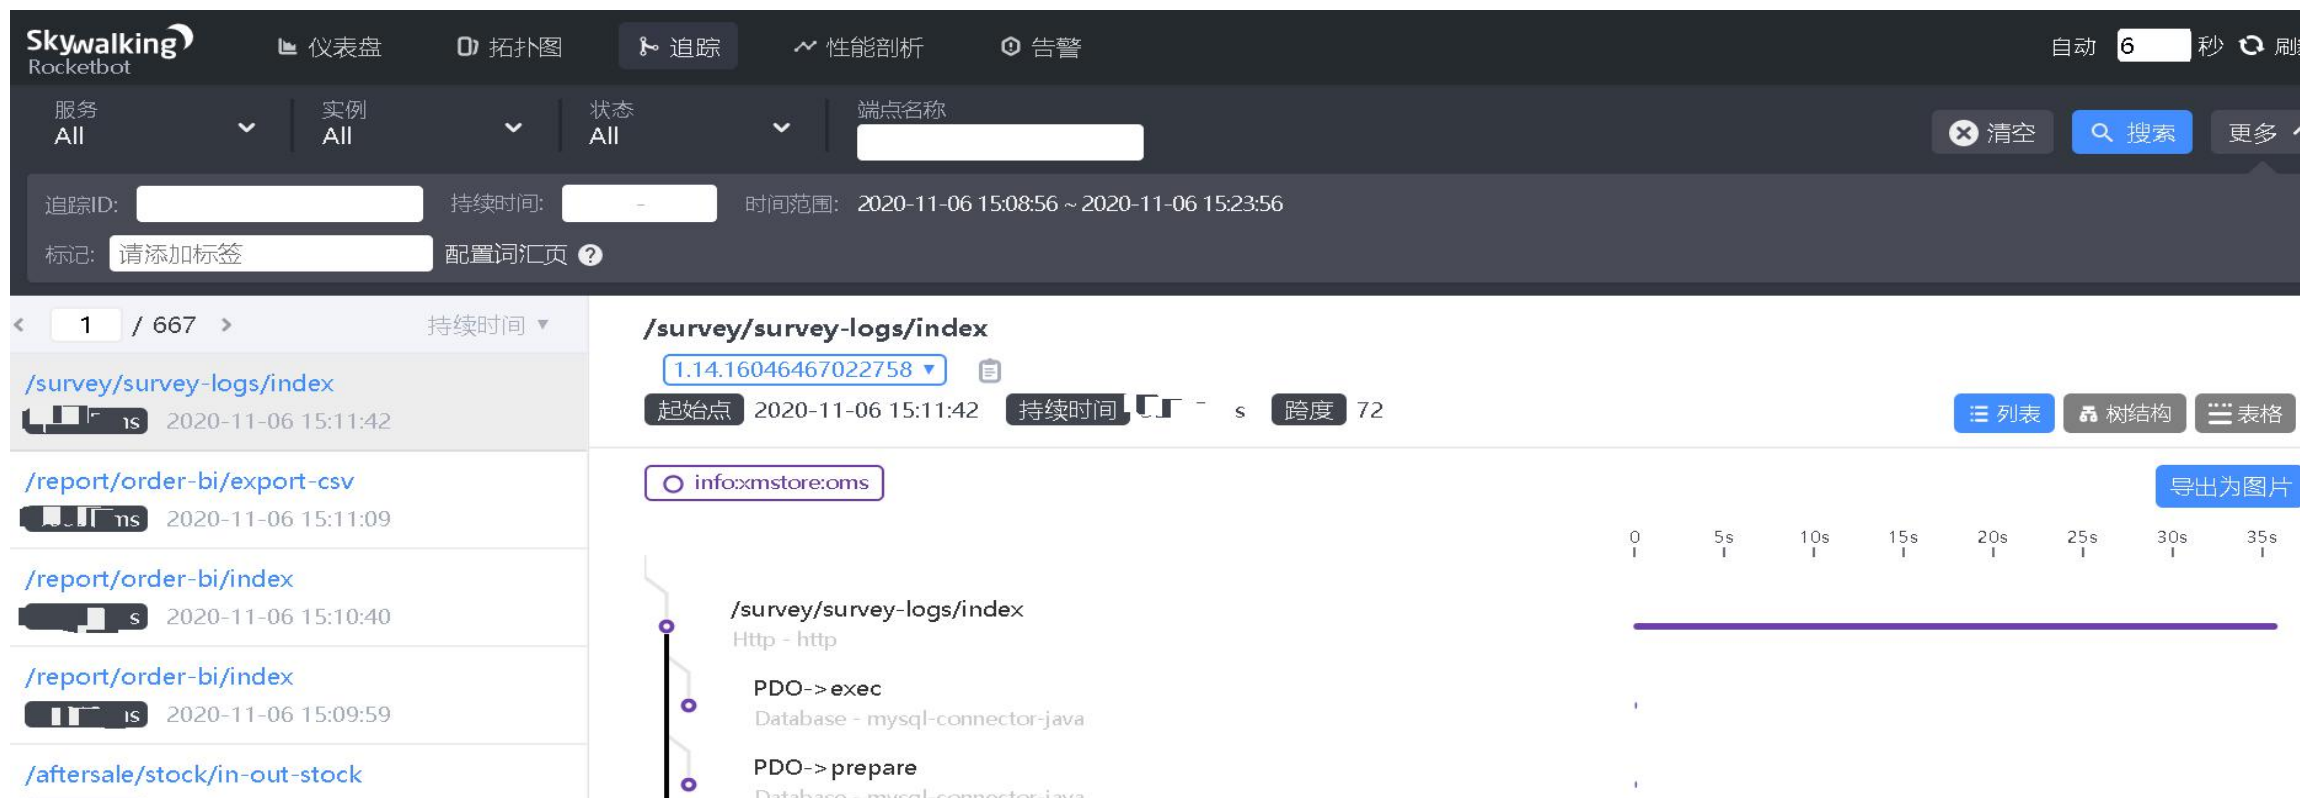 Skywalking
Rocketbot
仪表盘
拓扑图
追踪
性能剖析
告警
自动 6 秒
服务
All
实例
All
状态
All
端点名称
清空
搜索
更多
追踪ID:
持续时间: -
时间范围: 2020-11-06 15:08:56 ~ 2020-11-06 15:23:56
标记: 请添加标签
配置词汇页 ?
1 / 667
持续时间
/survey/survey-logs/index
2020-11-06 15:11:42
/report/order-bi/export-csv
ms 2020-11-06 15:11:09
/report/order-bi/index
s 2020-11-06 15:10:40
/report/order-bi/index
2020-11-06 15:09:59
/aftersale/stock/in-out-stock
/survey/survey-logs/index
1.14.16046467022758
起始点 2020-11-06 15:11:42 持续时间 s 跨度 72
列表
树结构
表格
info:xmstore:oms
导出为图片
0 5s 10s 15s 20s 25s 30s 35s
/survey/survey-logs/index
Http - http
PDO->exec
Database - mysql-connector-java
PDO->prepare
Database - mysql-connector-java